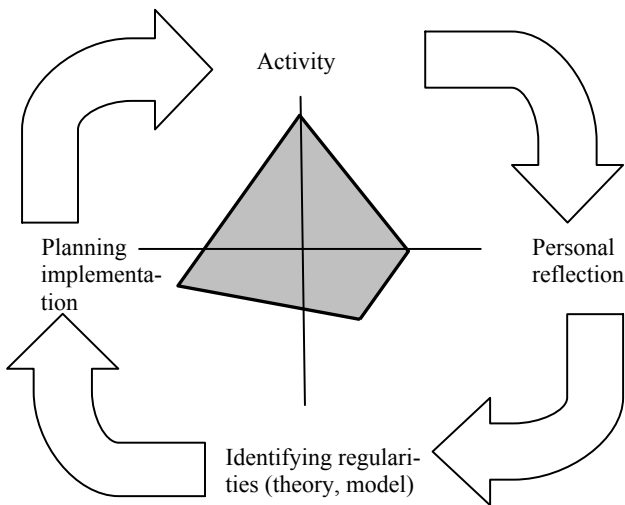 Activity
Planning
implementa-
tion
Personal
reflection
Identifying regulari-
ties (theory, model)